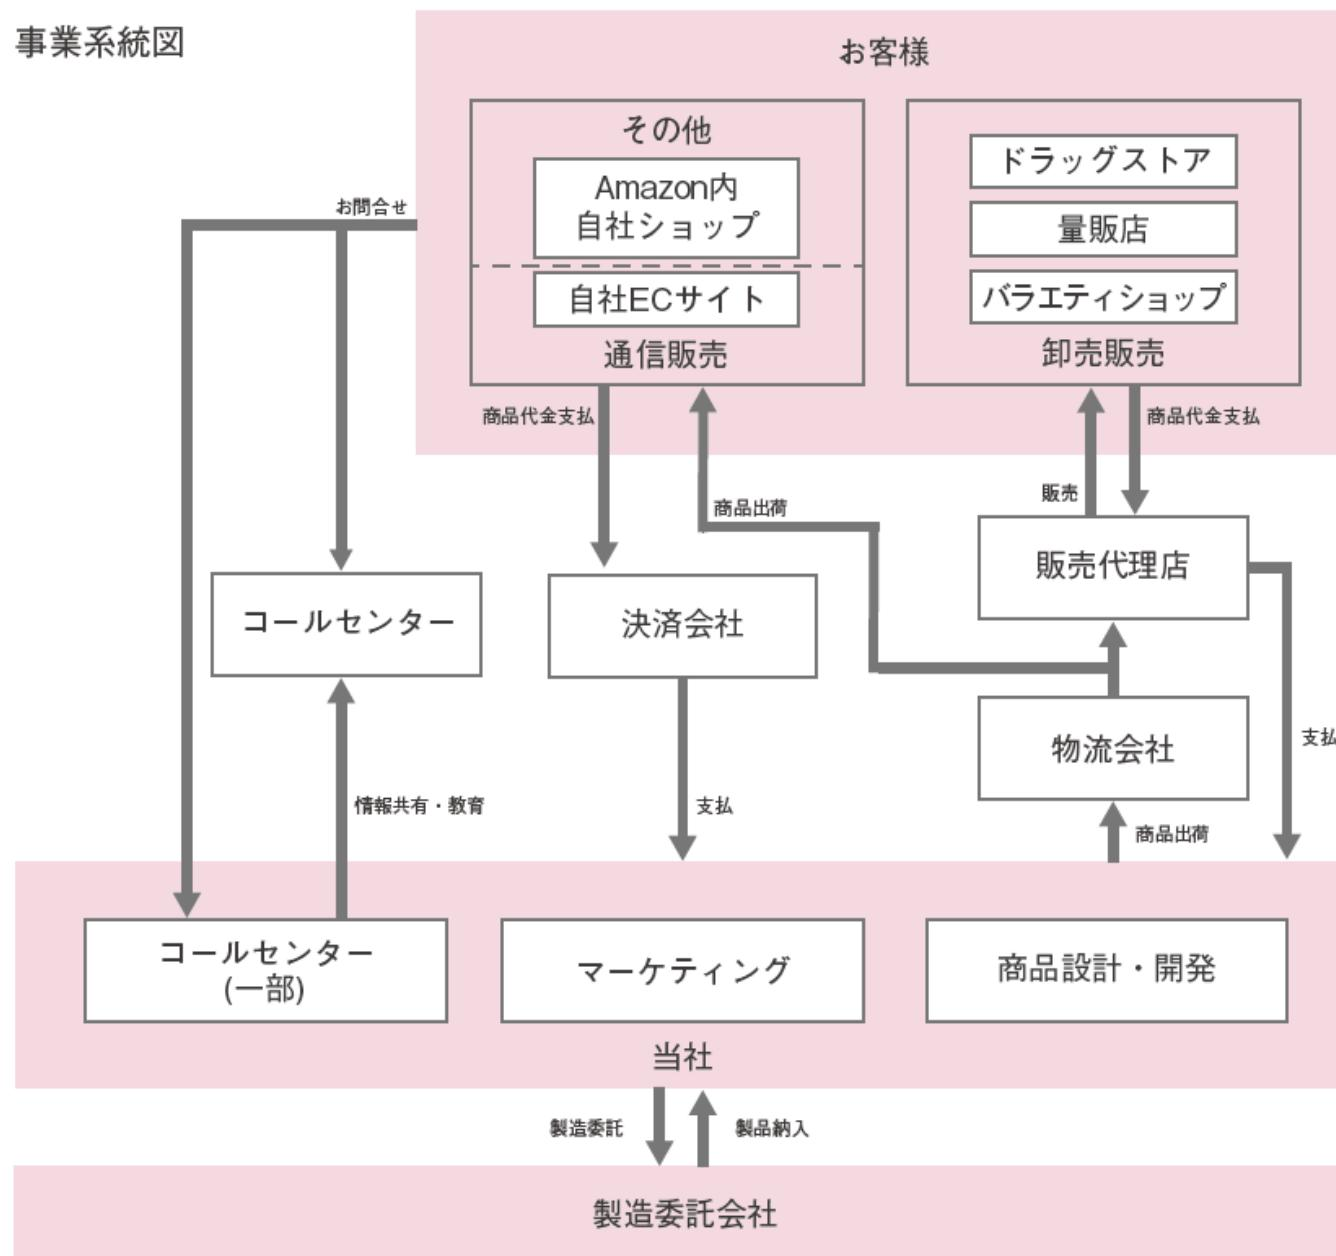 事業系統図
お客様
その他
Amazon内
自社ショップ
自社ECサイト
通信販売
ドラッグストア
量販店
バラエティショップ
卸売販売
お問合せ
商品代金支払
商品出荷
販売
商品代金支払
コールセンター
決済会社
販売代理店
物流会社
支払
情報共有・教育
支払
商品出荷
コールセンター
(一部)
マーケティング
商品設計・開発
当社
製造委託
製品納入
製造委託会社